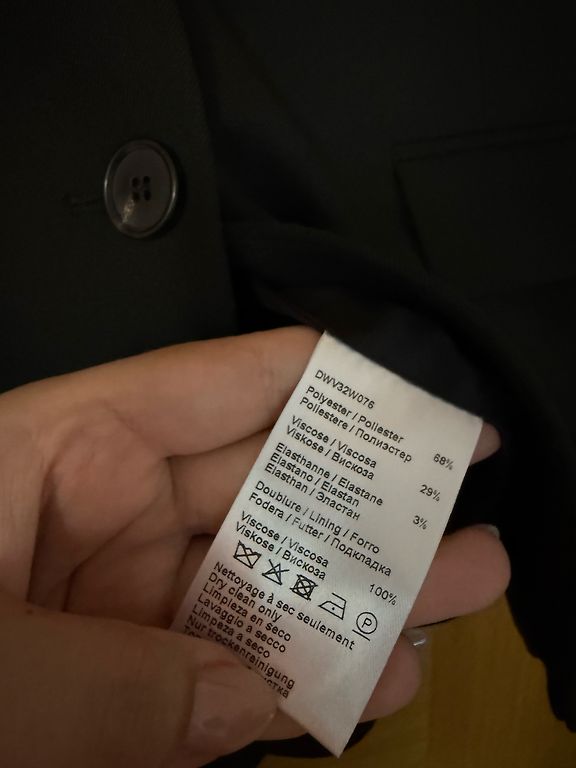 DWV32W076
Polyester / Poliester
Poliestere / Полиэстер 68%
Viscose / Viscosa
Viskose / Вискоза 29%
Elasthanne / Elastane
Elastano / Elastan
Elasthan / Эластан 3%
Doublure / Lining / Forro
Fodera / Futter / Подкладка
Viscose / Viscosa
Viskose / Вискоза 100%
P
Nettoyage à sec seulement
Dry clean only
Limpieza en seco
Lavaggio a secco
Limpeza a seco
Nur trockenreinigung